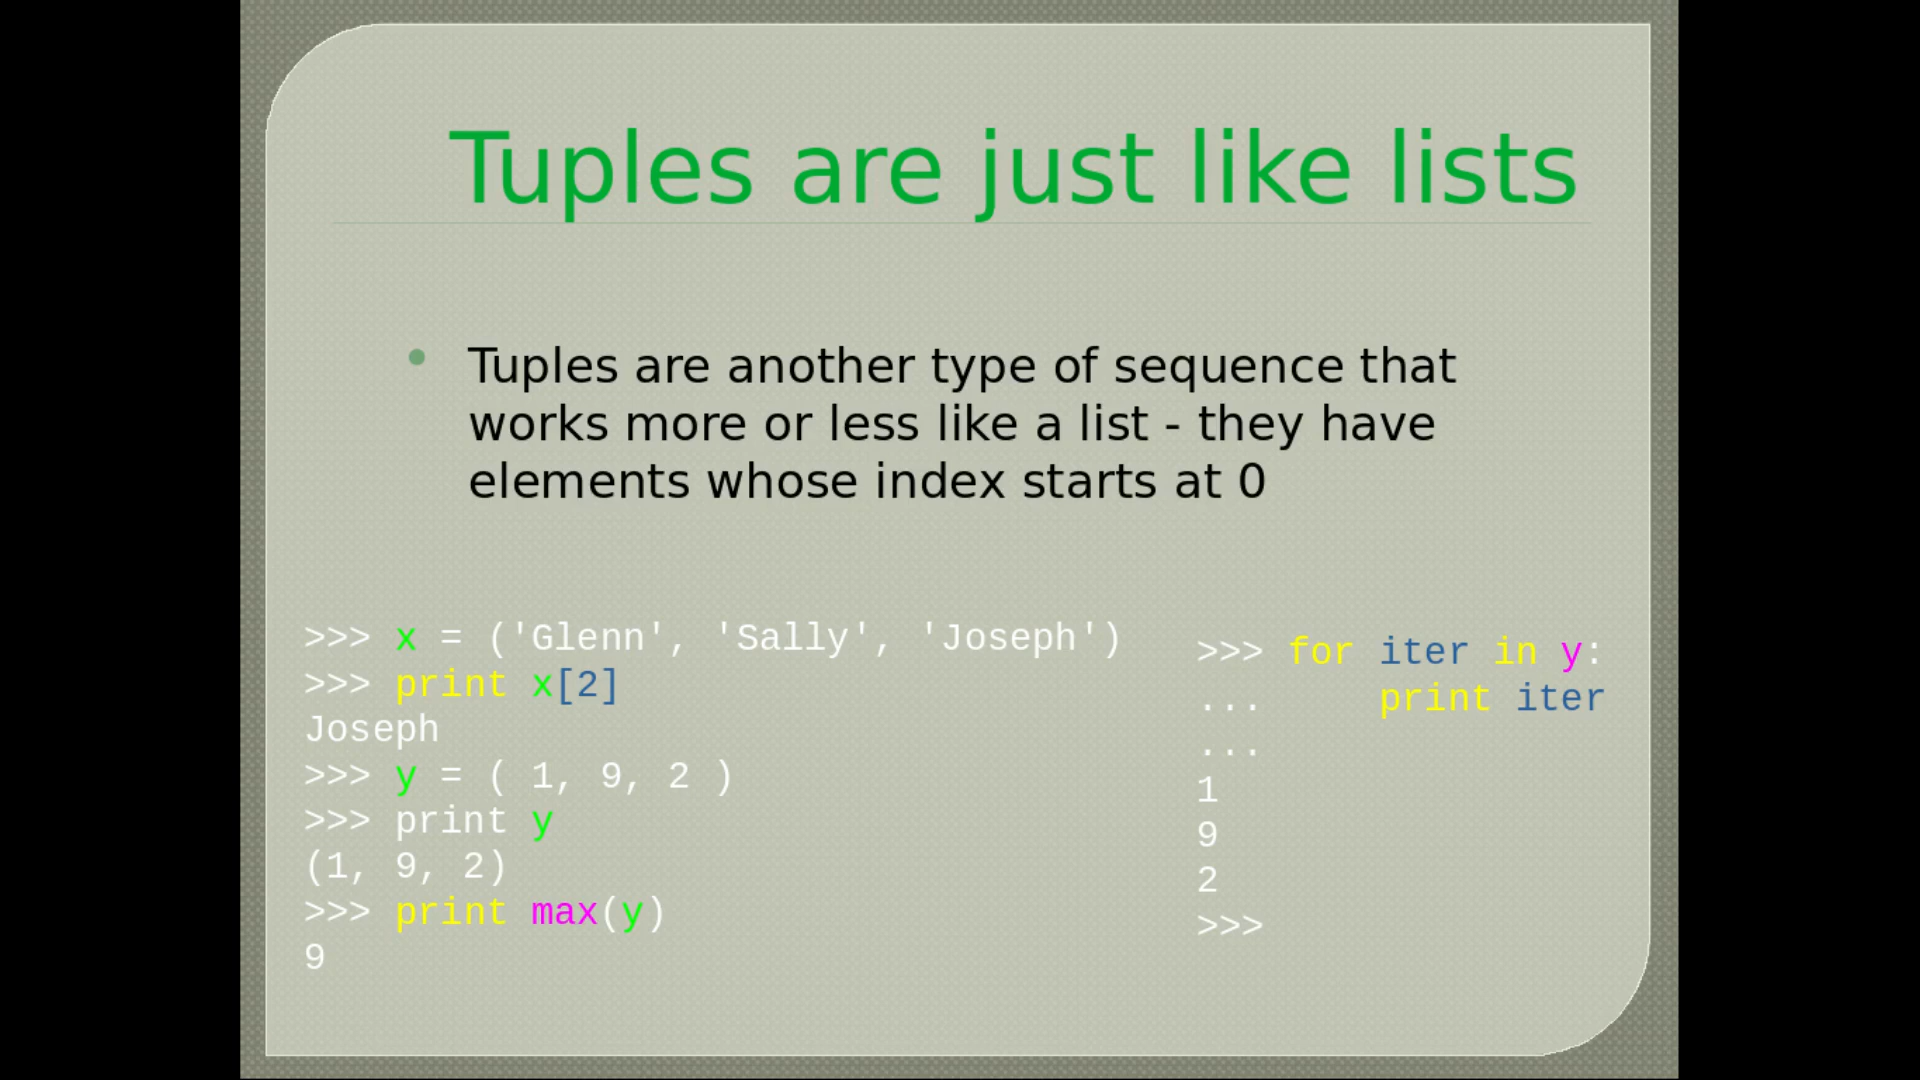 Tuples are just like lists
Tuples are another type of sequence that
works more or less like a list - they have
elements whose index starts at 0
>>> x = ('Glenn', 'Sally', 'Joseph')
>>> print x[2]
Joseph
>>> y = ( 1, 9, 2 )
>>> print y
(1, 9, 2)
>>> print max(y)
9
>>> for iter in y:
...     print iter
...
1
9
2
>>>